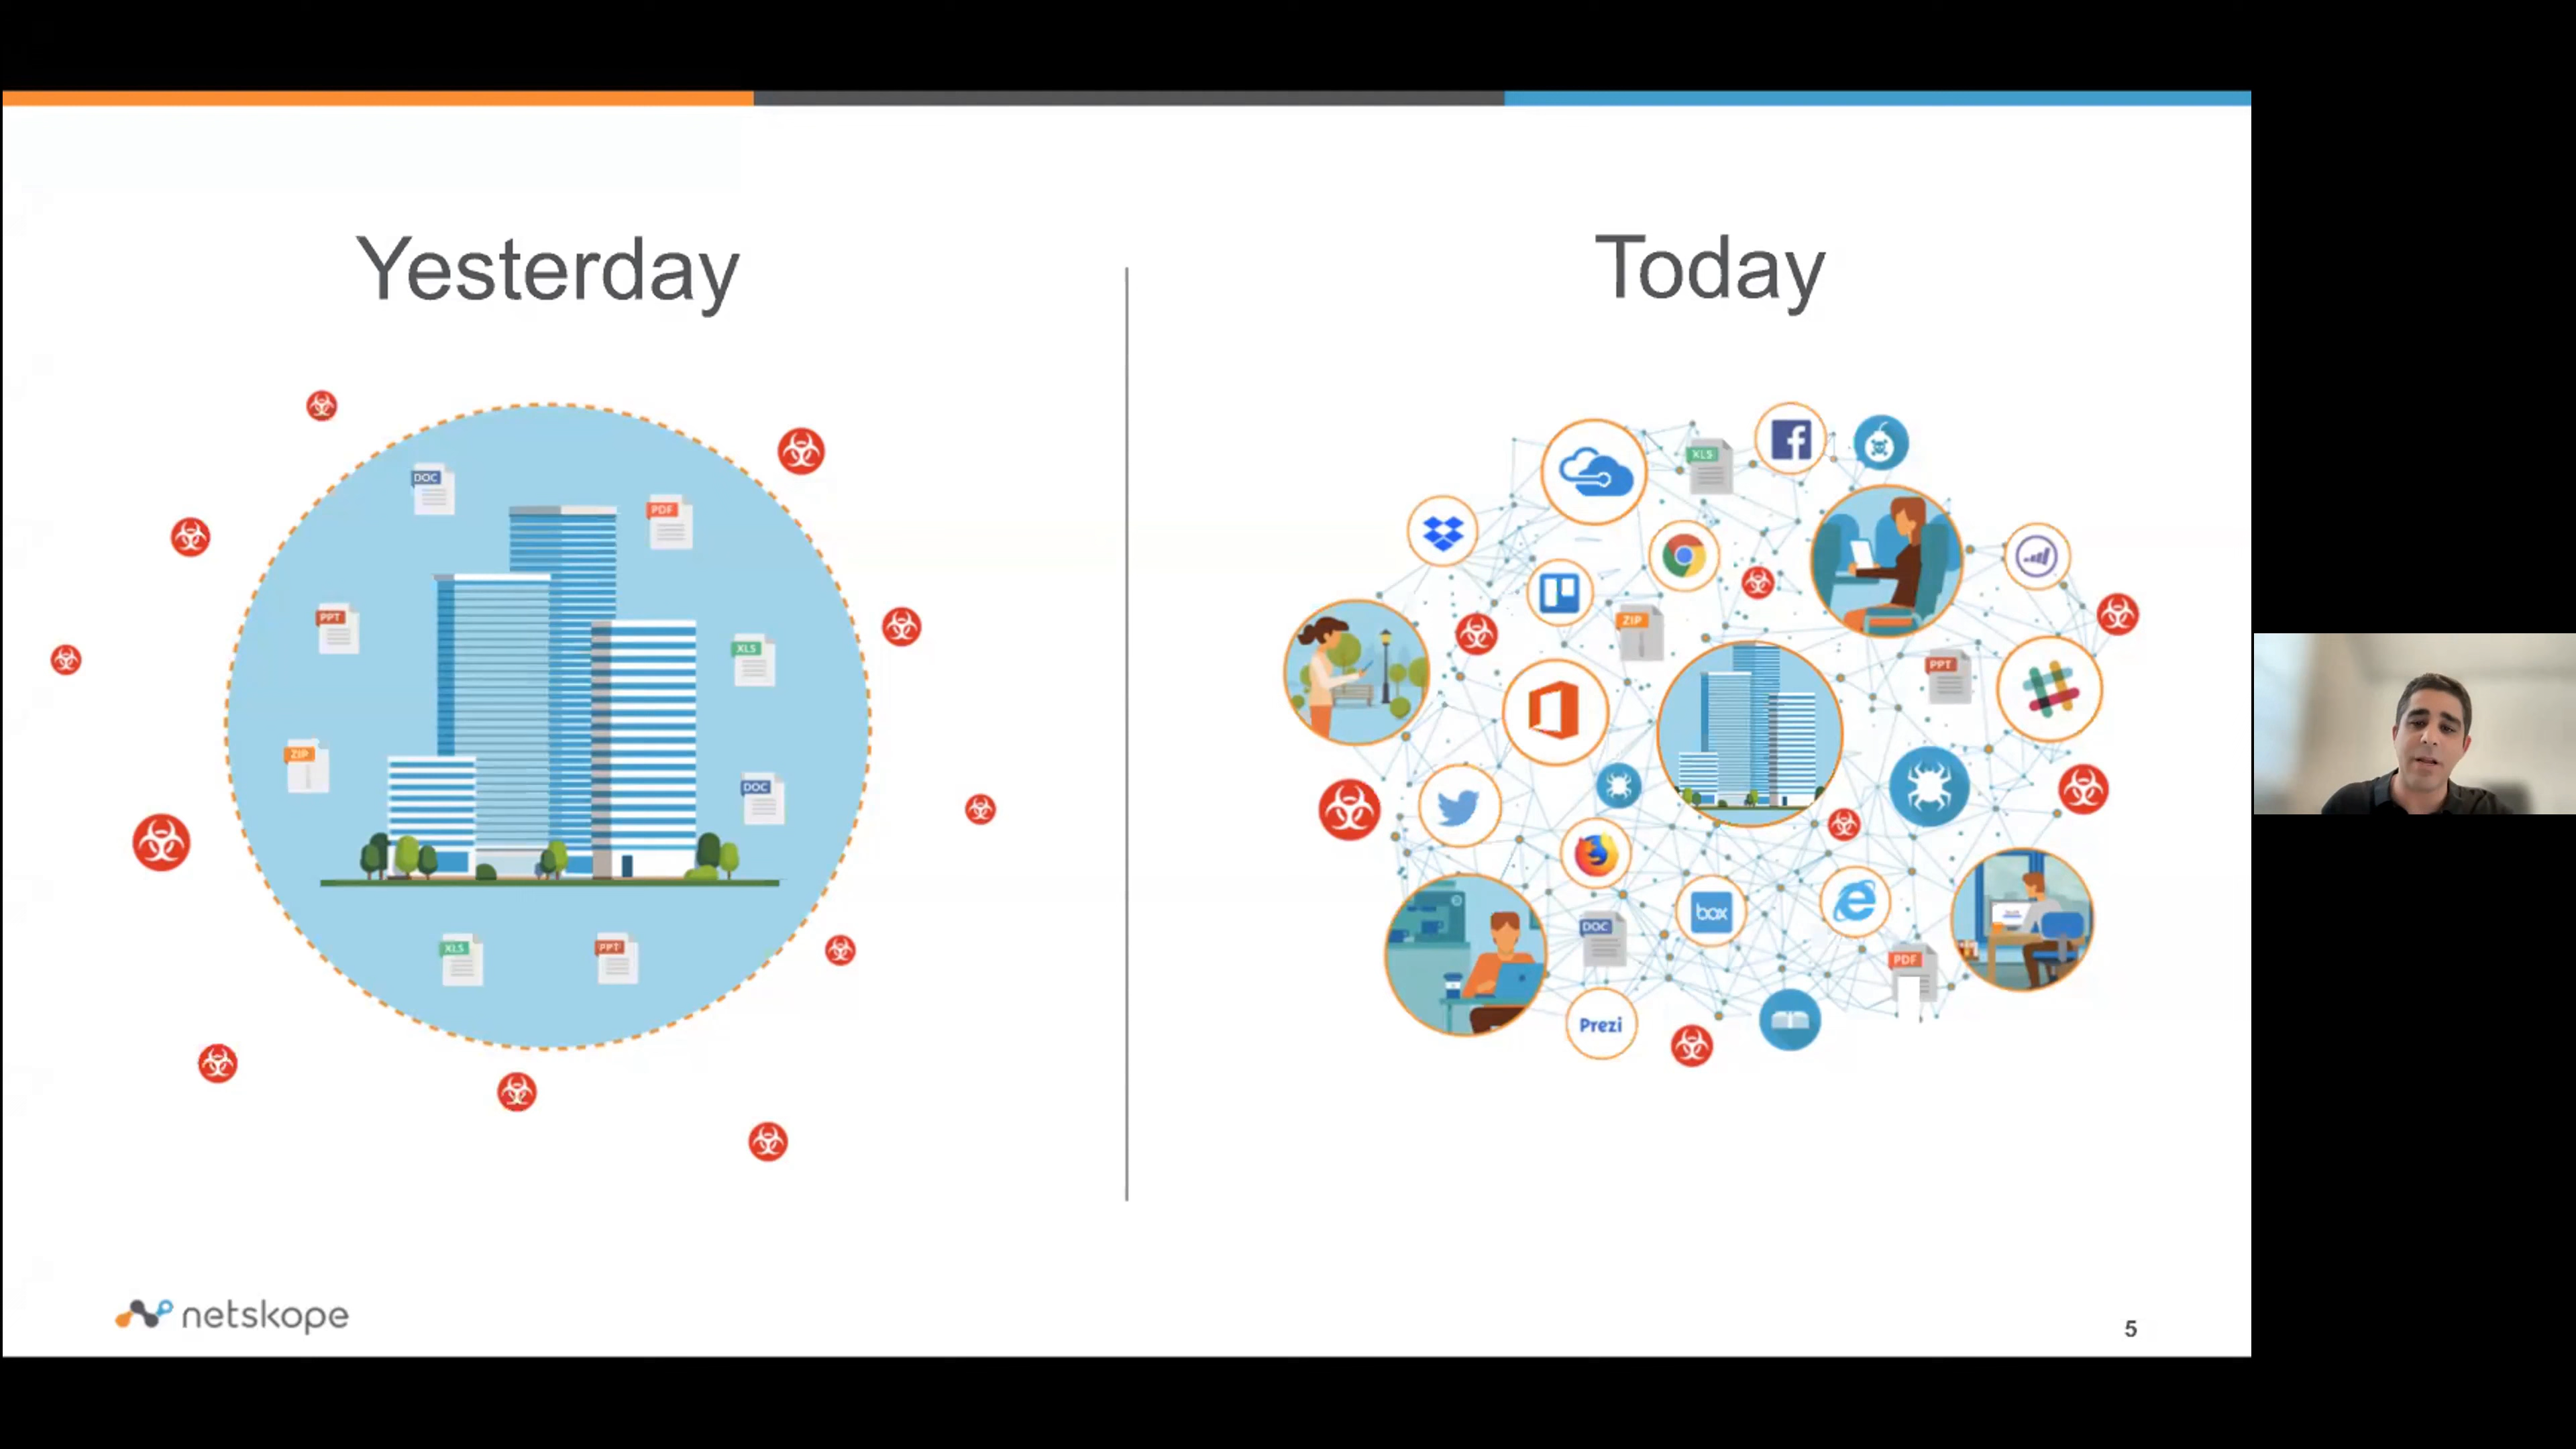 Yesterday
DOC
PDF
PPT
XLS
ZIP
DOC
XLS
PPT
Today
XLS
ZIP
PPT
box
DOC
PDF
Prezi
netskope
5